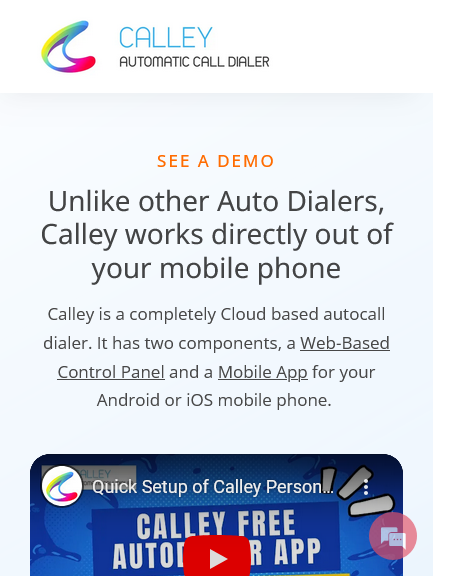 CALLEY
AUTOMATIC CALL DIALER
SEE A DEMO
Unlike other Auto Dialers,
Calley works directly out of
your mobile phone
Calley is a completely Cloud based autocall
dialer. It has two components, a Web-Based
Control Panel and a Mobile App for your
Android or iOS mobile phone.
CALLEY
Quick Setup of Calley Person...
CALLEY FREE
APP